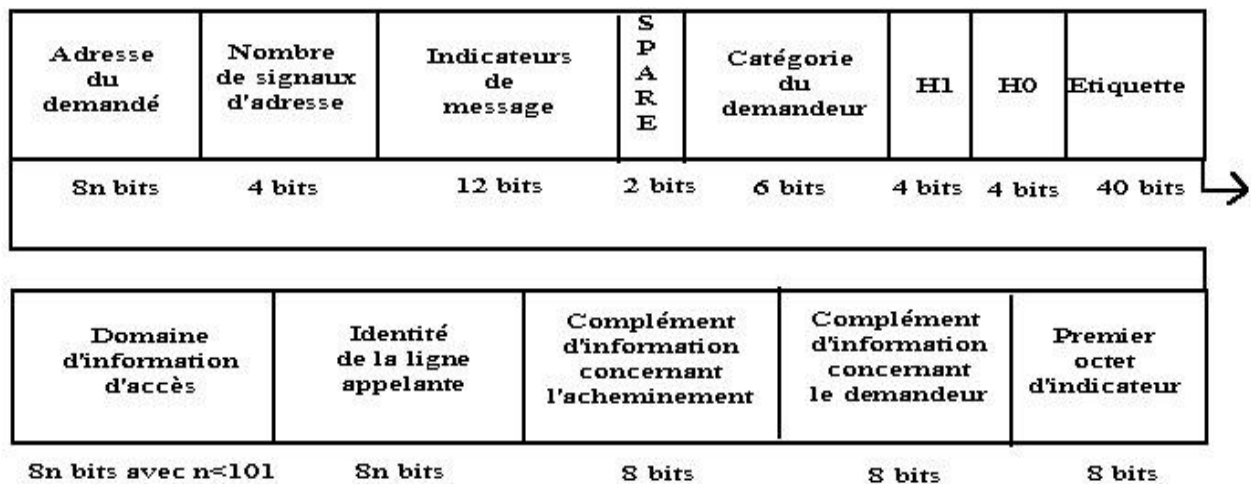 Adresse
du
demandé
Nombre
de signaux
d'adresse
Indicateurs
de
message
S
P
A
R
E
Catégorie
du
demandeur
H1
H0
Etiquette
8n bits
4 bits
12 bits
2 bits
6 bits
4 bits
4 bits
40 bits
Domaine
d'information
d'accès
Identité
de la ligne
appelante
Complément
d'information
concernant
l'acheminement
Complément
d'information
concernant
le demandeur
Premier
octet
d'indicateur
8n bits avec n<101
8n bits
8 bits
8 bits
8 bits